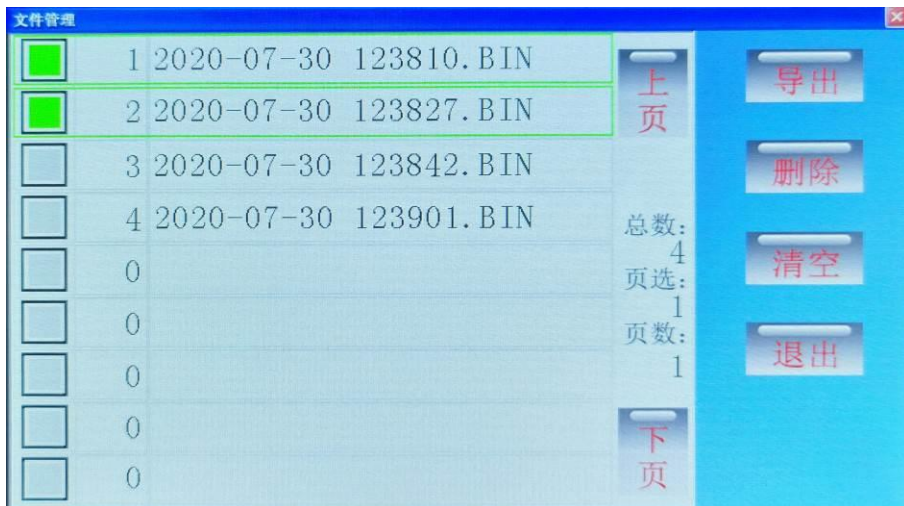 文件管理
1 2020-07-30 123810.BIN
2 2020-07-30 123827.BIN
3 2020-07-30 123842.BIN
4 2020-07-30 123901.BIN
0
0
0
0
0
上页
总数:
4
页选:
1
页数:
1
下页
导出
删除
清空
退出